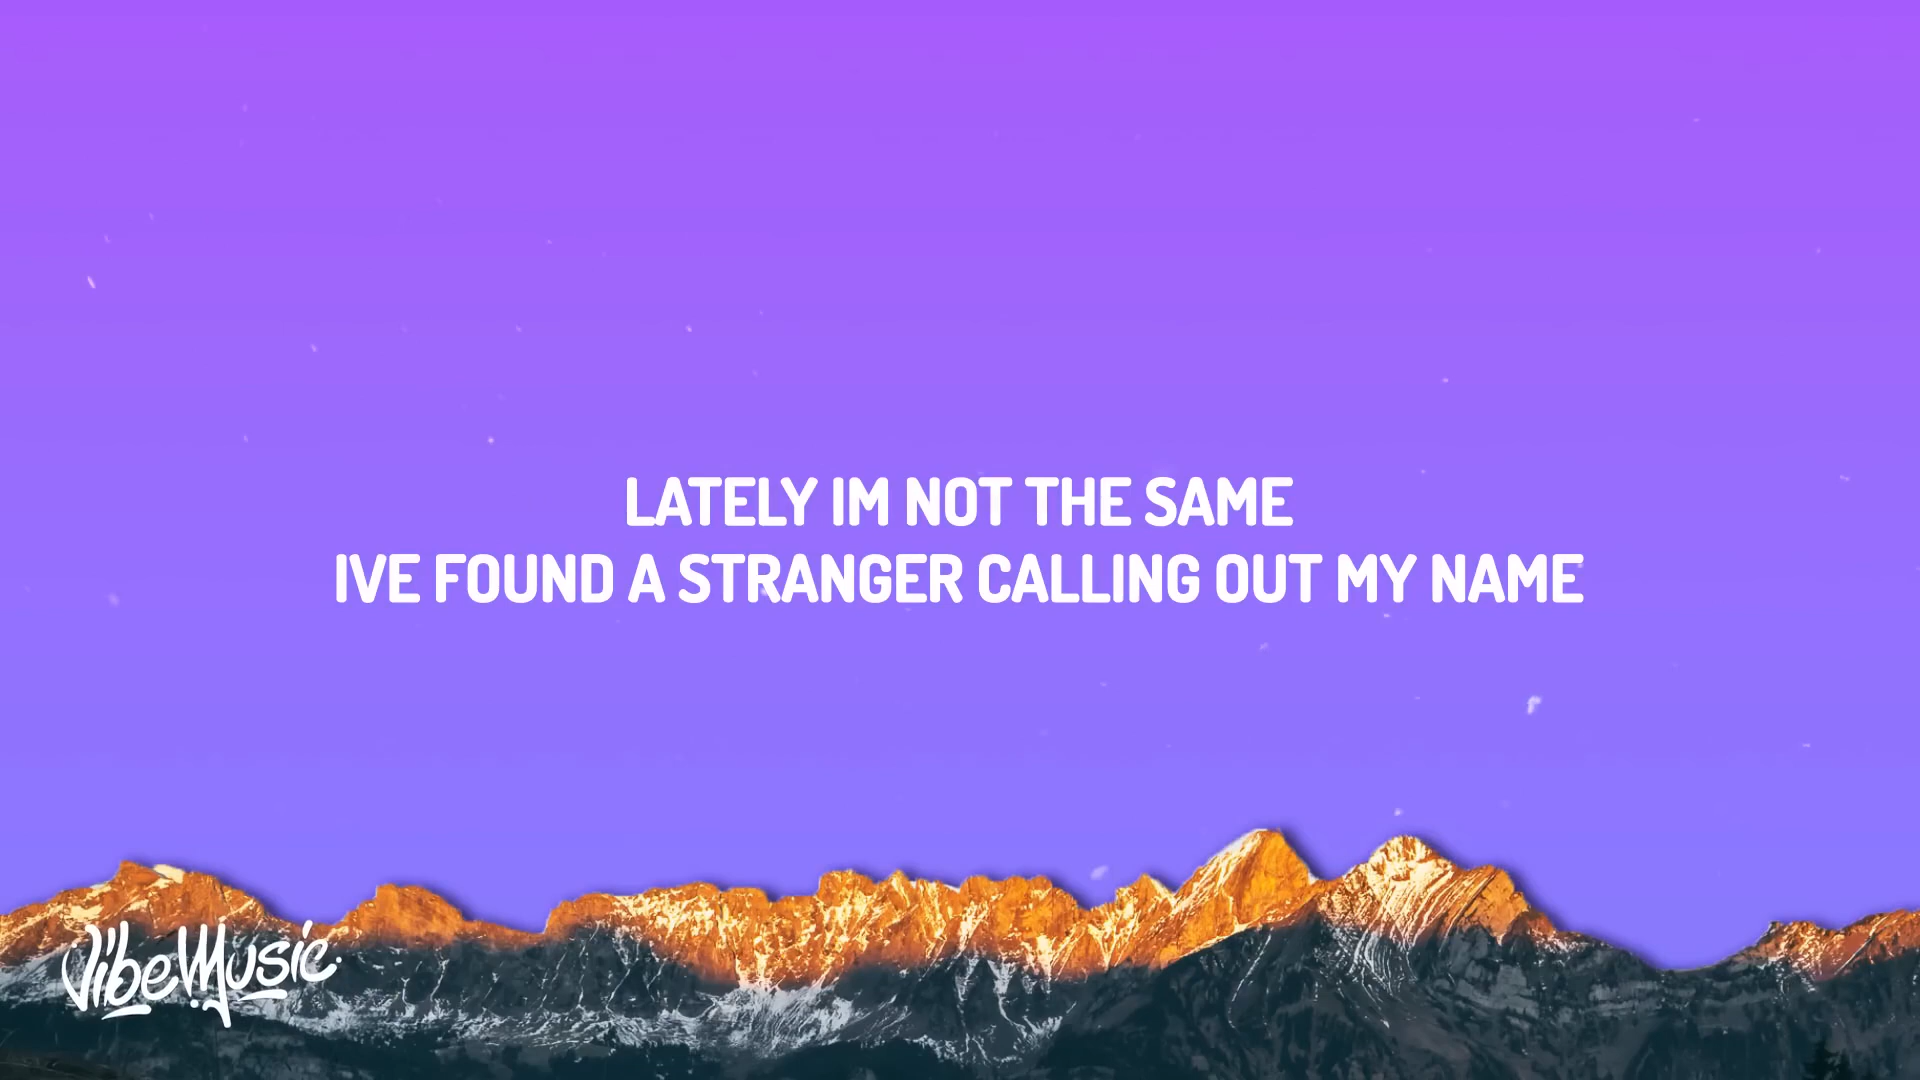 LATELY IM NOT THE SAME
IVE FOUND A STRANGER CALLING OUT MY NAME
VibeMusic